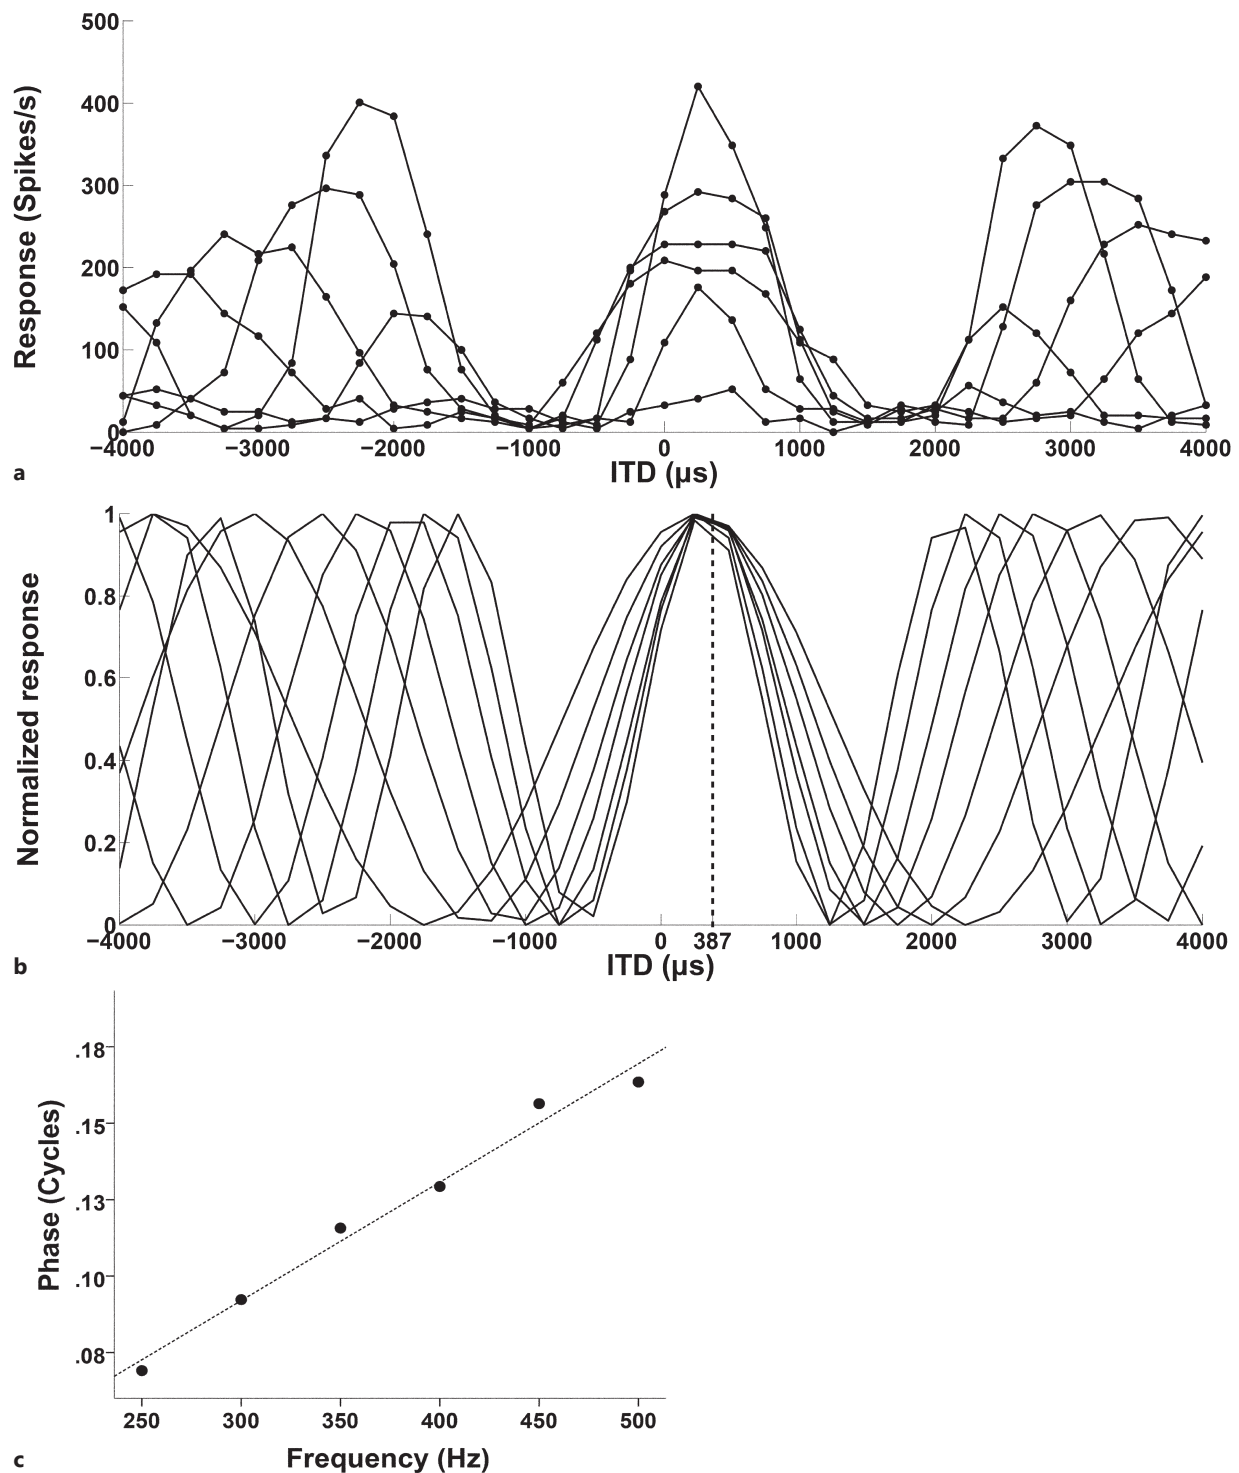 500
400
300
200
100
0
Response (Spikes/s)
−4000 −3000 −2000 −1000 0 1000 2000 3000 4000
ITD (µs)
a
1
0.8
0.6
0.4
0.2
0
Normalized response
−4000 −3000 −2000 −1000 0 387 1000 2000 3000 4000
ITD (µs)
b
.18
.15
.13
.10
.08
Phase (Cycles)
250 300 350 400 450 500
Frequency (Hz)
c